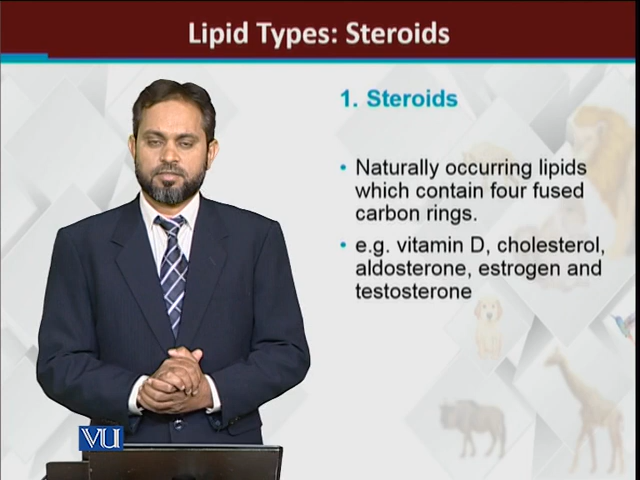 Lipid Types: Steroids
1. Steroids
• Naturally occurring lipids
which contain four fused
carbon rings.
• e.g. vitamin D, cholesterol,
aldosterone, estrogen and
testosterone
VU